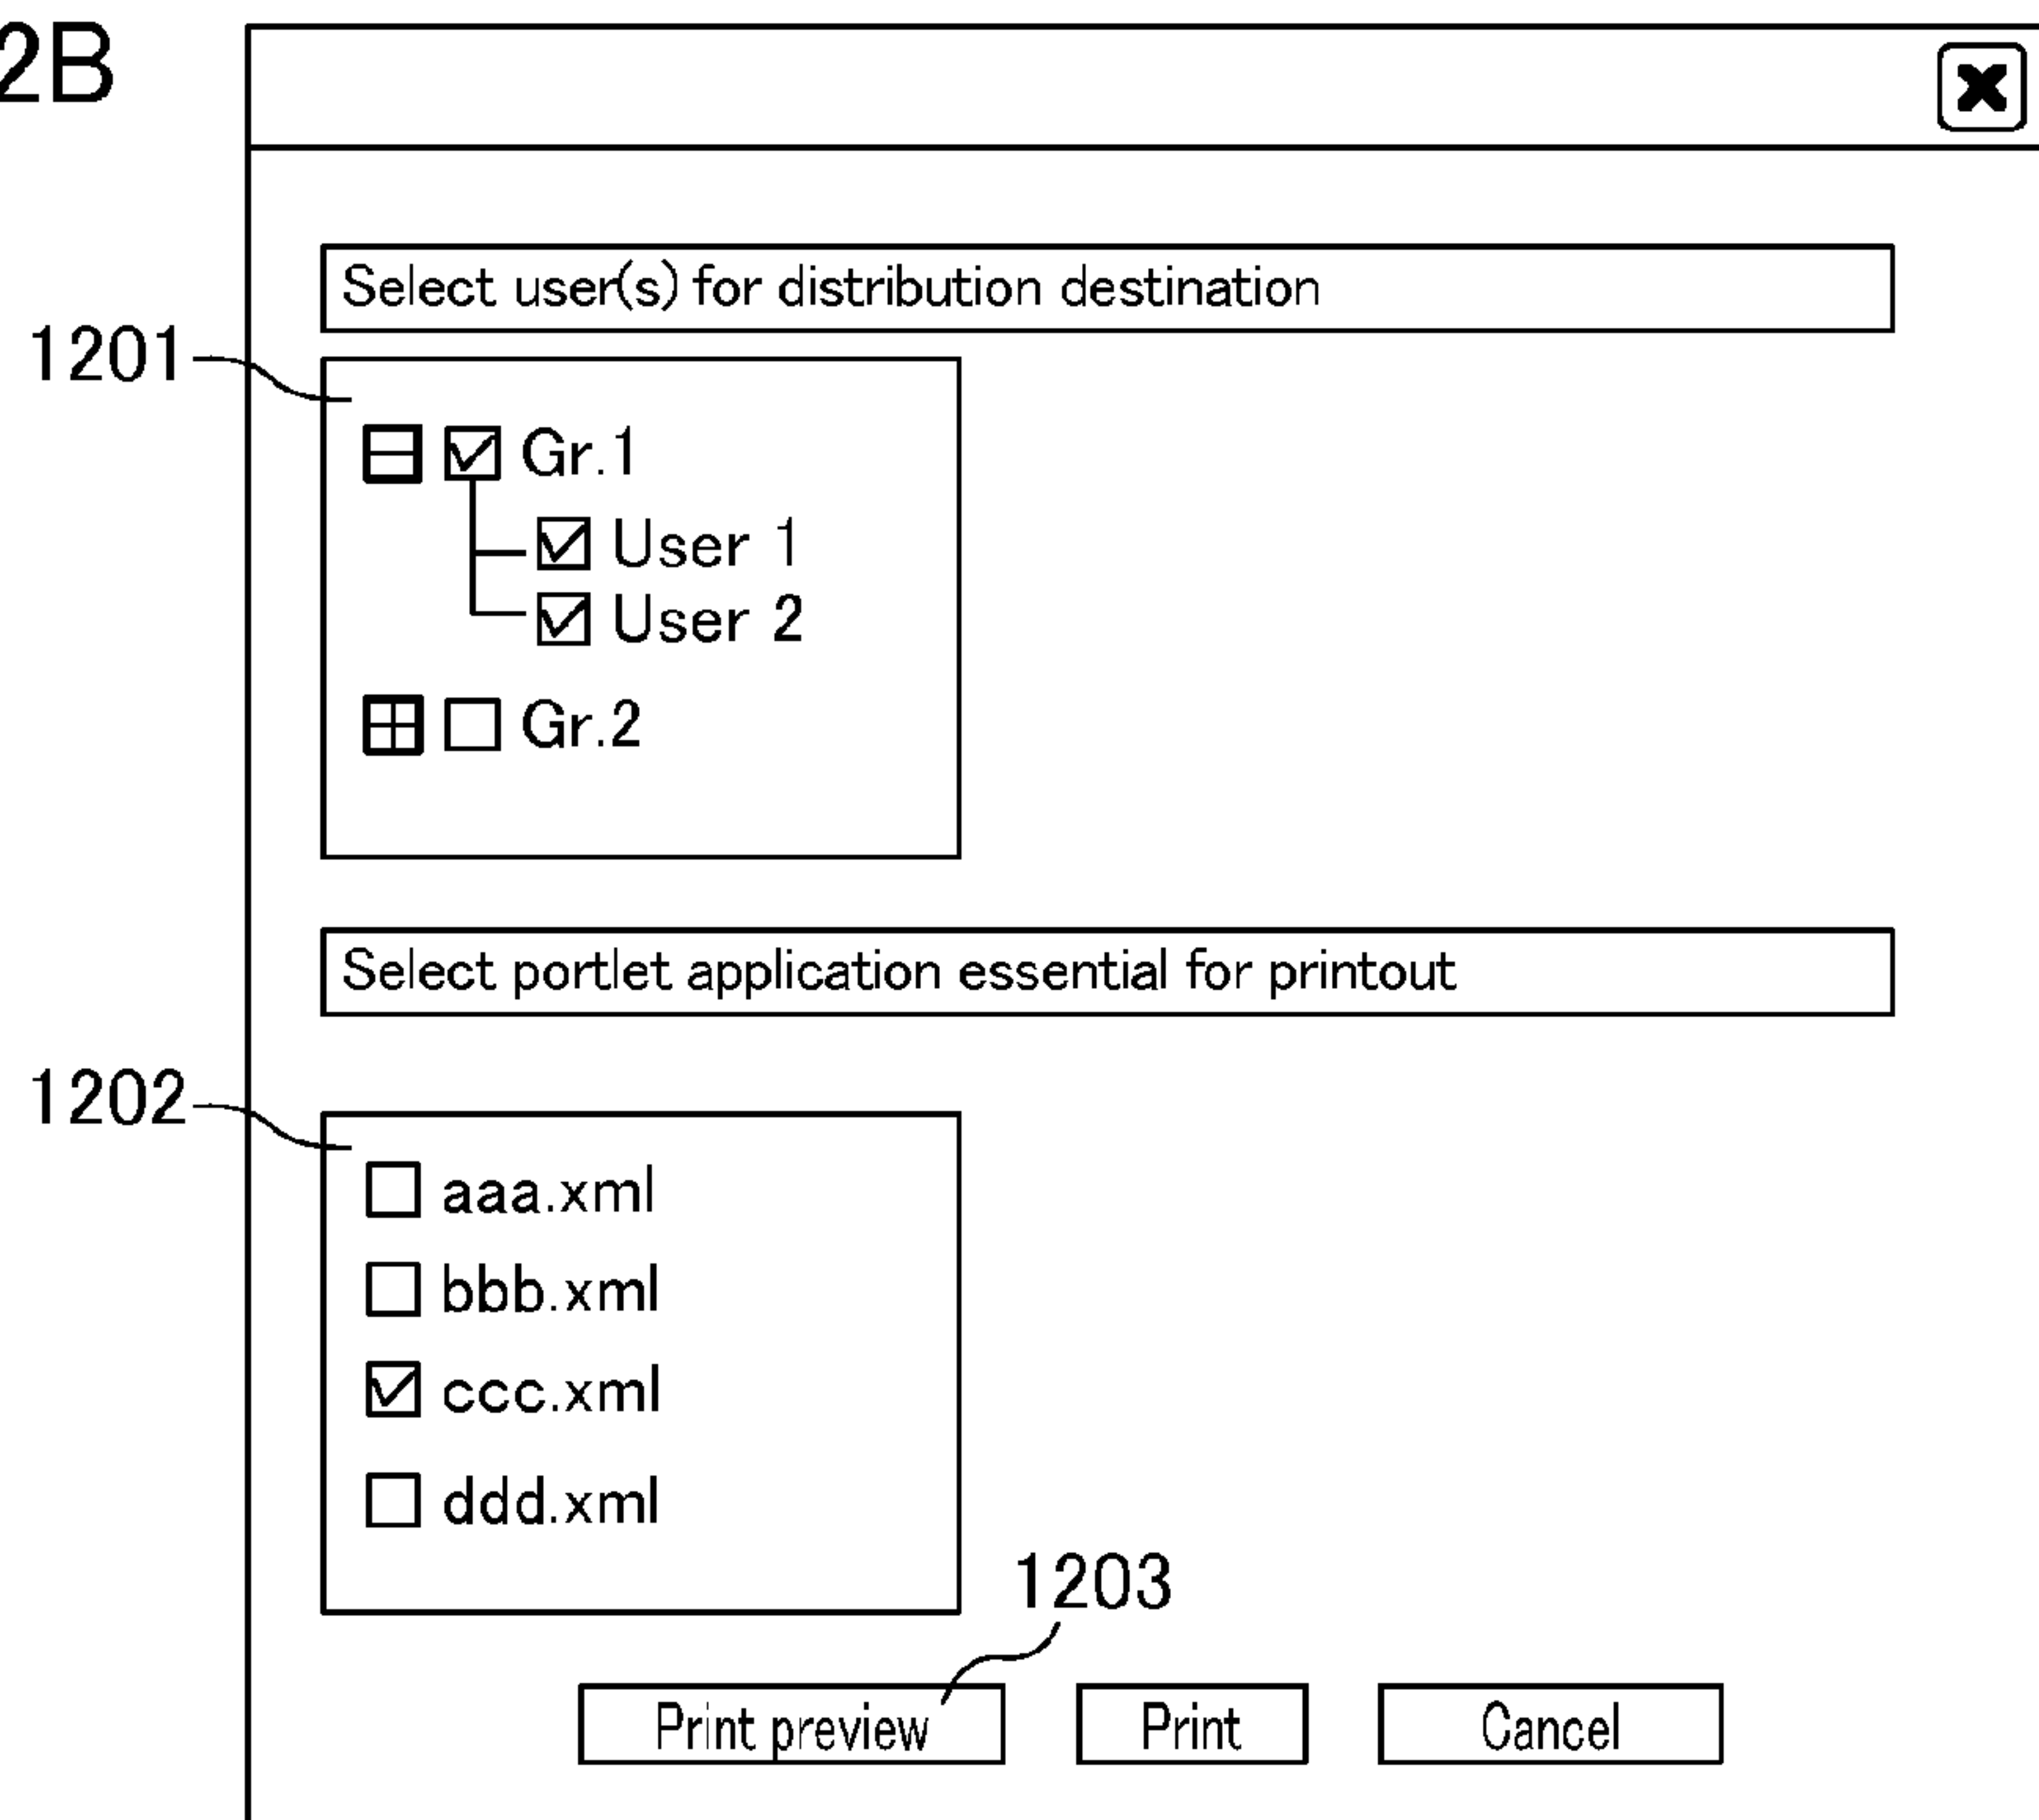 2B
Select user(s) for distribution destination
1201
Gr.1
User 1
User 2
Gr.2
Select portlet application essential for printout
1202
aaa.xml
bbb.xml
ccc.xml
ddd.xml
1203
Print preview
Print
Cancel